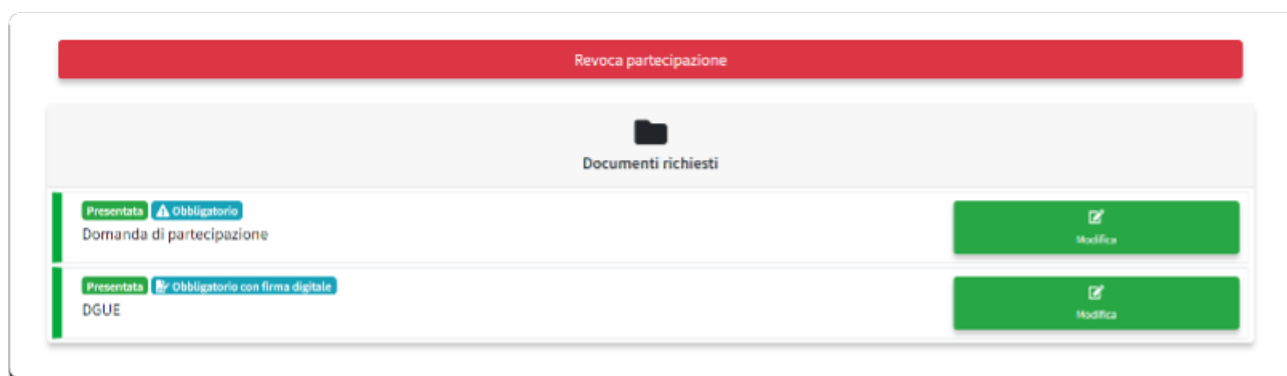 Revoca partecipazione
Documenti richiesti
Presentata Obbligatorio
Domanda di partecipazione
Modifica
Presentata Obbligatorio con firma digitale
DGUE
Modifica